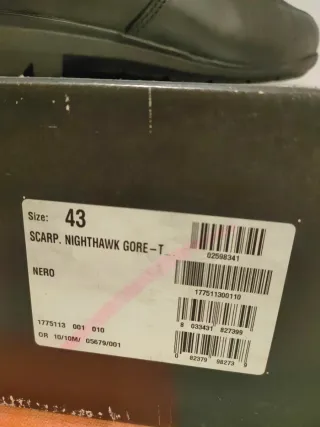 Size: 43
SCARP. NIGHTHAWK GORE-T
02598341
NERO
177511300110
1775113 001 010
8 033431 827399
OR 10/10M/ 05679/001
0 82379 98273 9